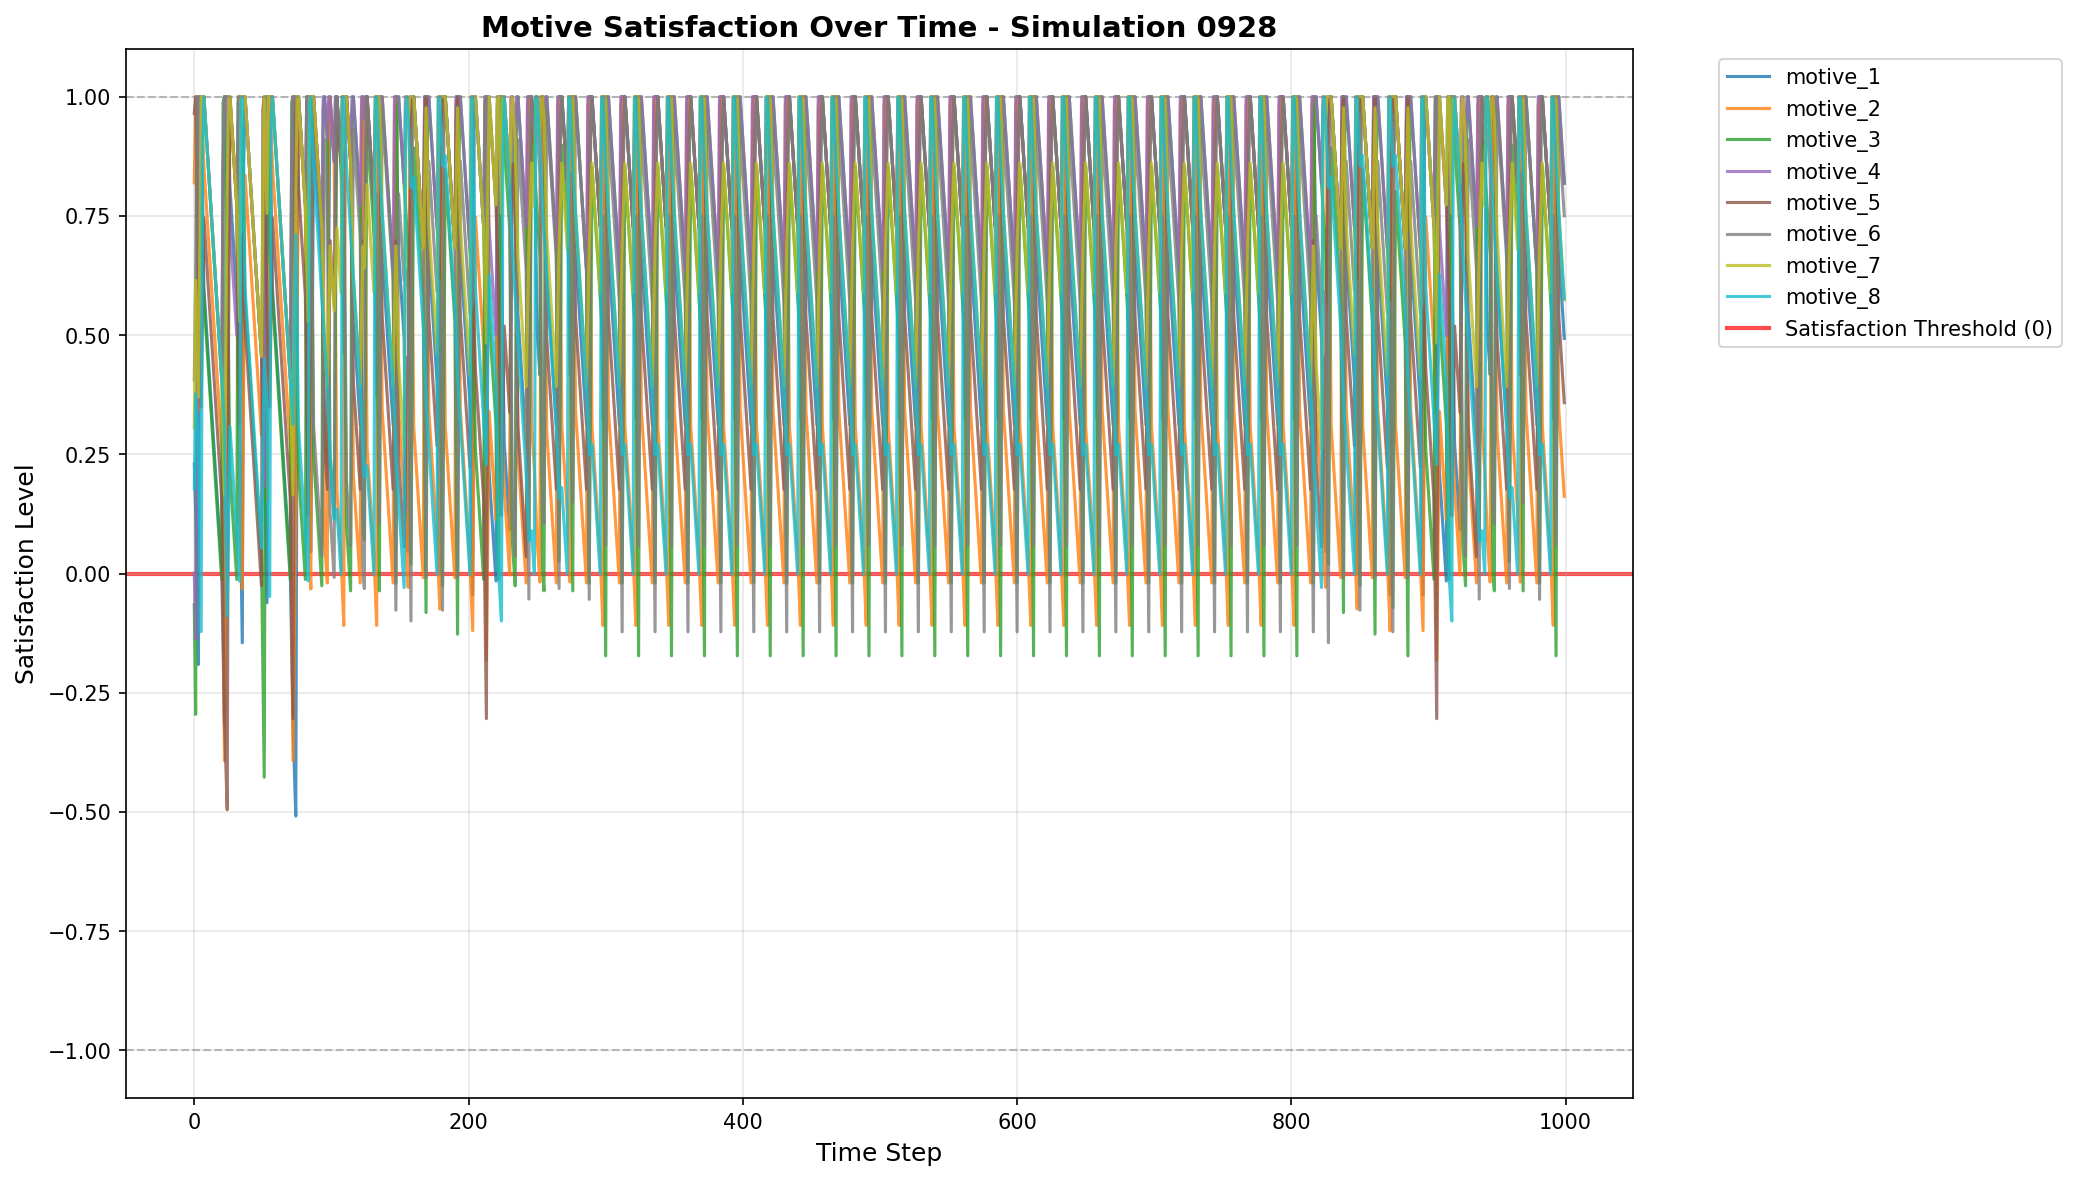 Motive Satisfaction Over Time - Simulation 0928
Satisfaction Level
1.00
0.75
0.50
0.25
0.00
−0.25
−0.50
−0.75
−1.00
0
200
400
600
800
1000
Time Step
motive_1
motive_2
motive_3
motive_4
motive_5
motive_6
motive_7
motive_8
Satisfaction Threshold (0)